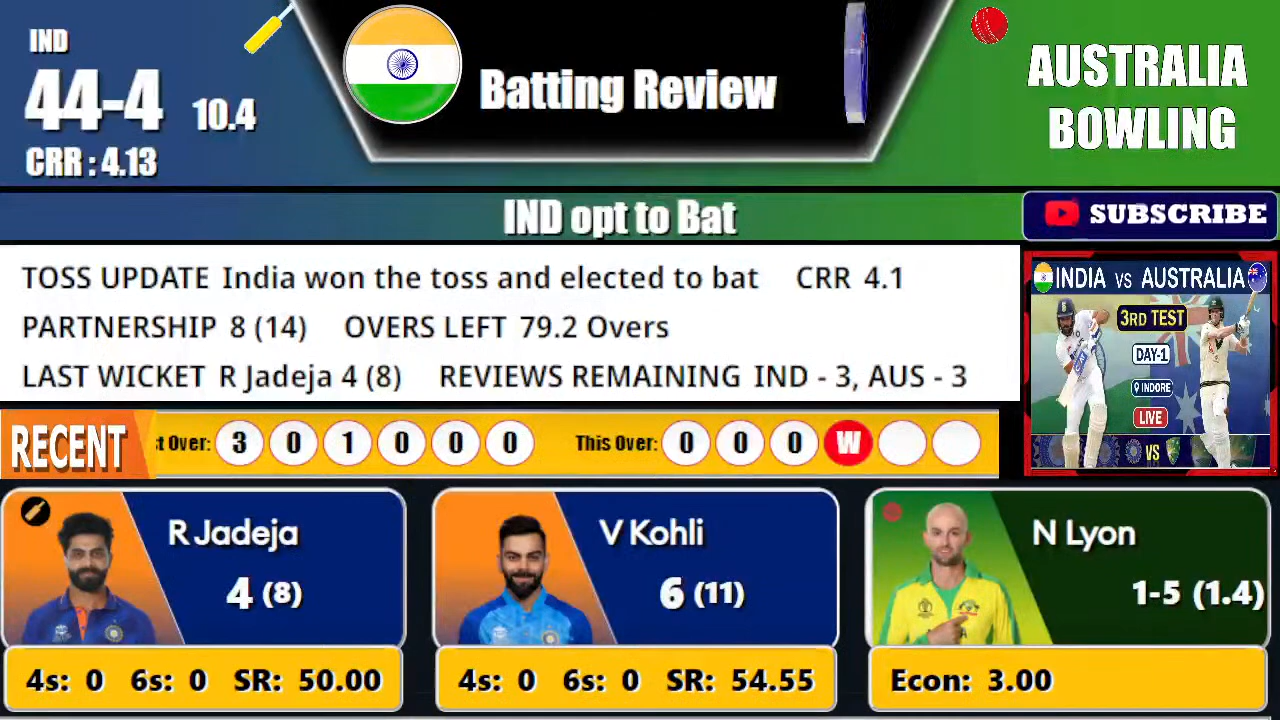 IND
44-4 10.4
CRR : 4.13
Batting Review
AUSTRALIA
BOWLING
IND opt to Bat
SUBSCRIBE
TOSS UPDATE India won the toss and elected to bat CRR 4.1
PARTNERSHIP 8 (14) OVERS LEFT 79.2 Overs
LAST WICKET R Jadeja 4 (8) REVIEWS REMAINING IND - 3, AUS - 3
INDIA VS AUSTRALIA
3RD TEST
DAY-1
INDORE
LIVE
VS
RECENT
t Over: 3 0 1 0 0 0 This Over: 0 0 0 W
R Jadeja
4 (8)
4s: 0 6s: 0 SR: 50.00
V Kohli
6 (11)
4s: 0 6s: 0 SR: 54.55
N Lyon
1-5 (1.4)
Econ: 3.00